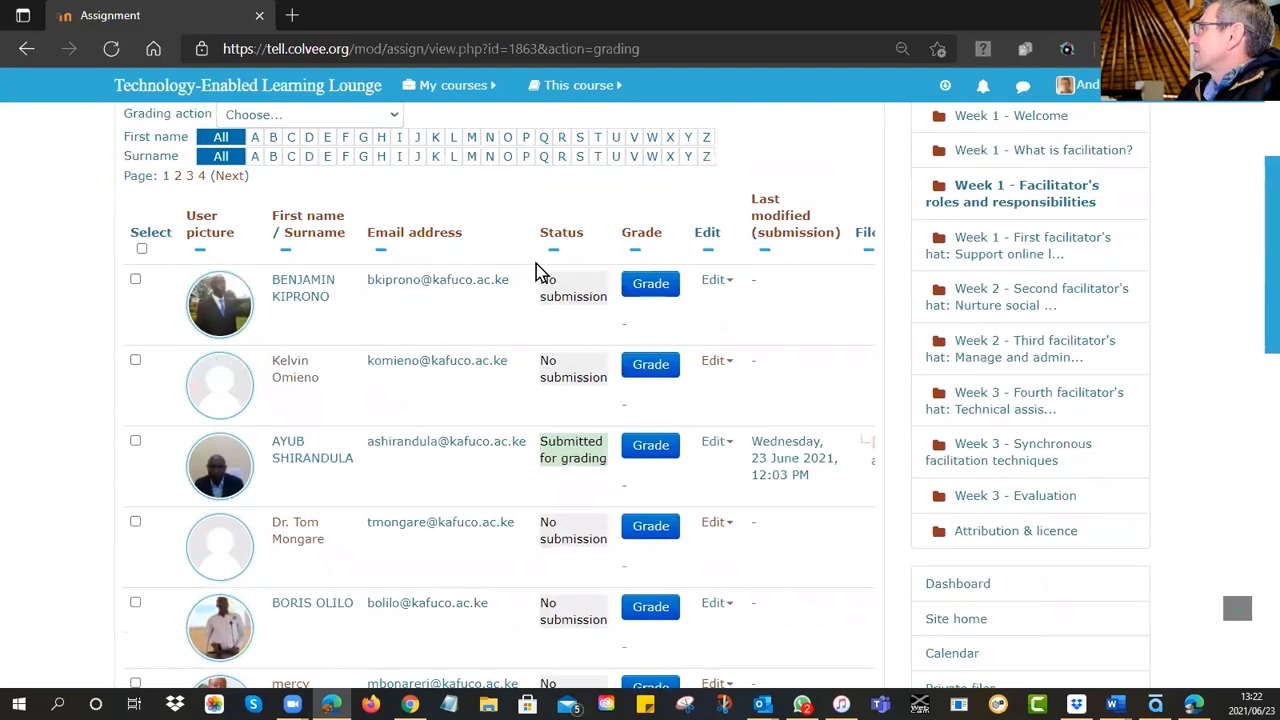 Assignment
https://tell.colvee.org/mod/assign/view.php?id=1863&action=grading
Technology-Enabled Learning Lounge
My courses
This course
And
Grading action
Choose...
First name All A B C D E F G H I J K L M N O P Q R S T U V W X Y Z
Surname All A B C D E F G H I J K L M N O P Q R S T U V W X Y Z
Page: 1 2 3 4 (Next)
Select
User picture
First name / Surname
Email address
Status
Grade
Edit
Last modified (submission)
File
BENJAMIN KIPRONO
bkiprono@kafuco.ac.ke
No submission
Grade
-
Edit
-
Kelvin Omieno
komieno@kafuco.ac.ke
No submission
Grade
-
Edit
-
AYUB SHIRANDULA
ashirandula@kafuco.ac.ke
Submitted for grading
Grade
-
Edit
Wednesday, 23 June 2021, 12:03 PM
Dr. Tom Mongare
tmongare@kafuco.ac.ke
No submission
Grade
-
Edit
-
BORIS OLILO
bolilo@kafuco.ac.ke
No submission
Grade
-
Edit
-
mercy
mbonareri@kafuco.ac.ke
No
Grade
Edit
-
Week 1 - Welcome
Week 1 - What is facilitation?
Week 1 - Facilitator's roles and responsibilities
Week 1 - First facilitator's hat: Support online l...
Week 2 - Second facilitator's hat: Nurture social ...
Week 2 - Third facilitator's hat: Manage and admin...
Week 3 - Fourth facilitator's hat: Technical assis...
Week 3 - Synchronous facilitation techniques
Week 3 - Evaluation
Attribution & licence
Dashboard
Site home
Calendar
Private files
13:22
2021/06/23